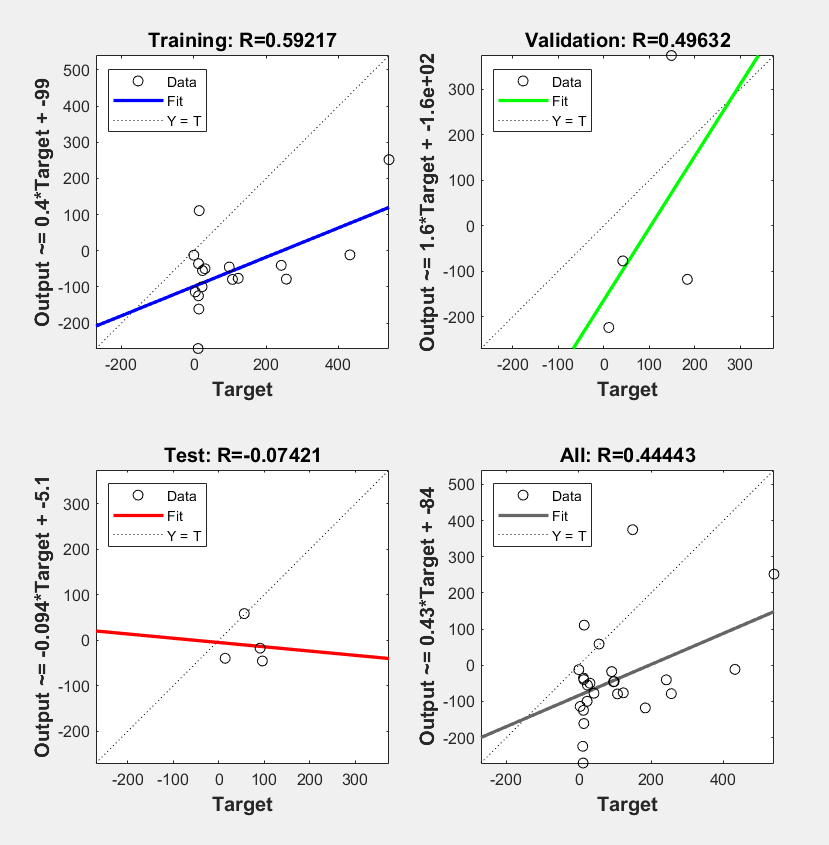 Training: R=0.59217
Output ~= 0.4*Target + -99
500
400
300
200
100
0
-100
-200
Data
Fit
Y = T
-200
0
200
400
Target
Validation: R=0.49632
Output ~= 1.6*Target + -1.6e+02
300
200
100
0
-100
-200
Data
Fit
Y = T
-200
-100
0
100
200
300
Target
Test: R=-0.07421
Output ~= -0.094*Target + -5.1
300
200
100
0
-100
-200
Data
Fit
Y = T
-200
-100
0
100
200
300
Target
All: R=0.44443
Output ~= 0.43*Target + -84
500
400
300
200
100
0
-100
-200
Data
Fit
Y = T
-200
0
200
400
Target